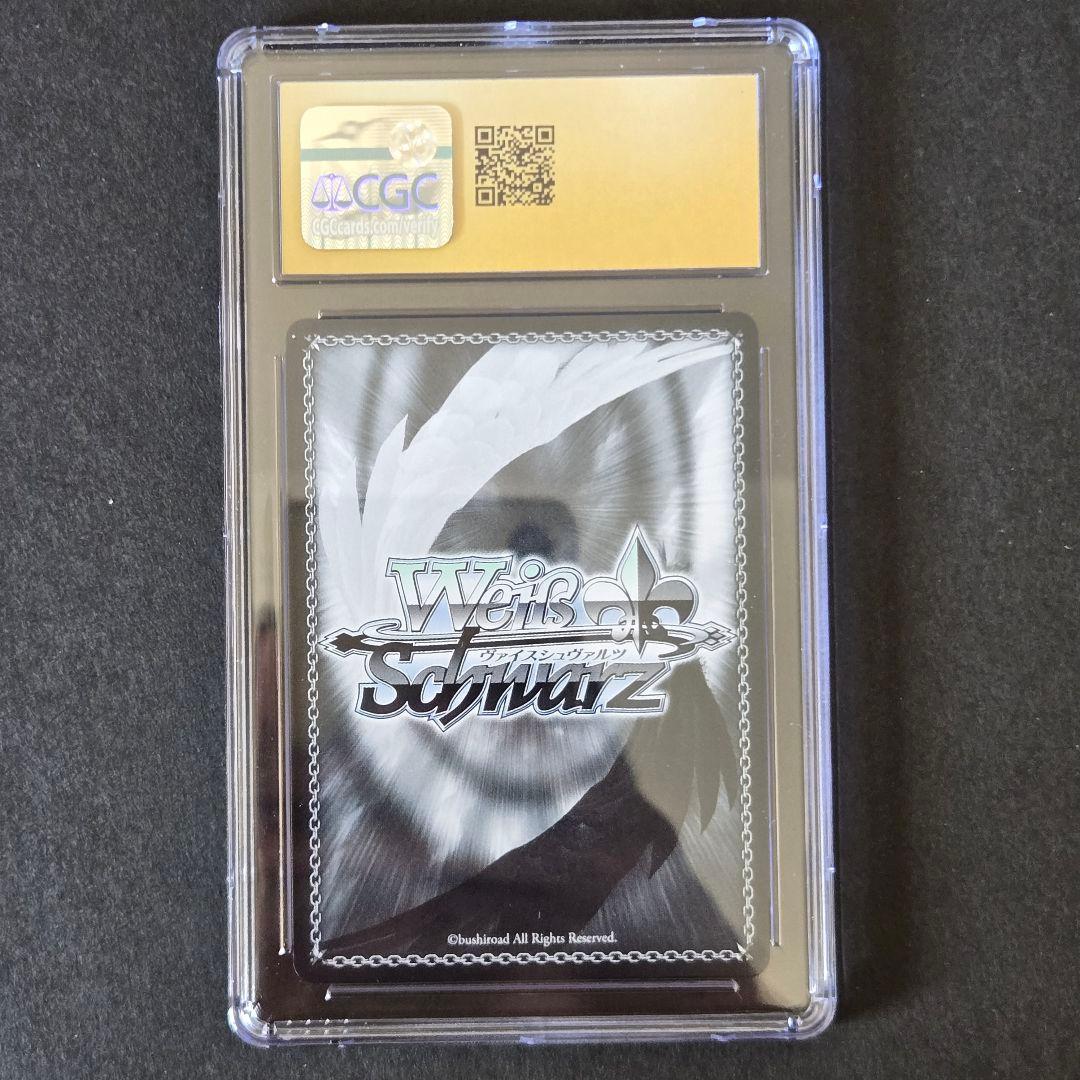 CGC
CGCcards.com/verify
Weiß
ヴァイスシュヴァルツ
Schwarz
©bushiroad All Rights Reserved.